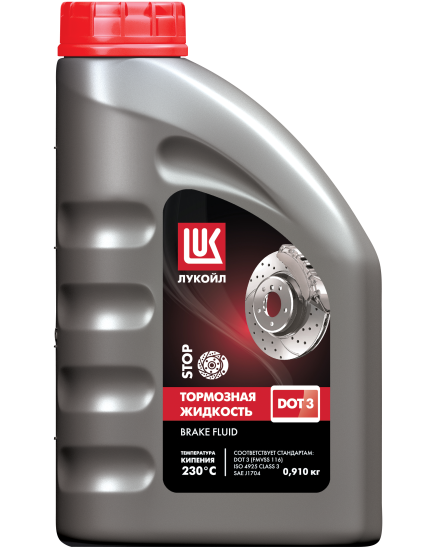 ЛУКОЙЛ
STOP
ТОРМОЗНАЯ
ЖИДКОСТЬ
DOT 3
BRAKE FLUID
ТЕМПЕРАТУРА
КИПЕНИЯ
230°C
СООТВЕТСТВУЕТ СТАНДАРТАМ:
DOT 3 (FMVSS 116)
ISO 4925 CLASS 3
SAE J1704
0,910 кг